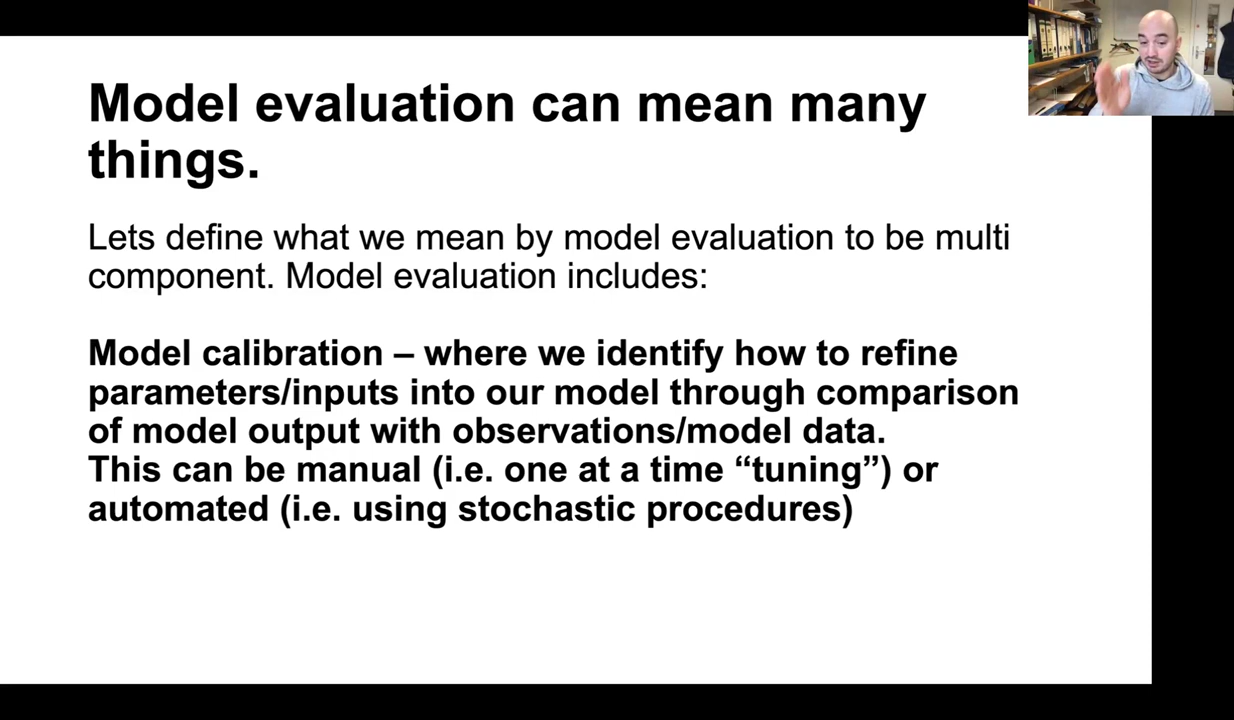 Model evaluation can mean many
things.
Lets define what we mean by model evaluation to be multi
component. Model evaluation includes:
Model calibration – where we identify how to refine
parameters/inputs into our model through comparison
of model output with observations/model data.
This can be manual (i.e. one at a time “tuning”) or
automated (i.e. using stochastic procedures)